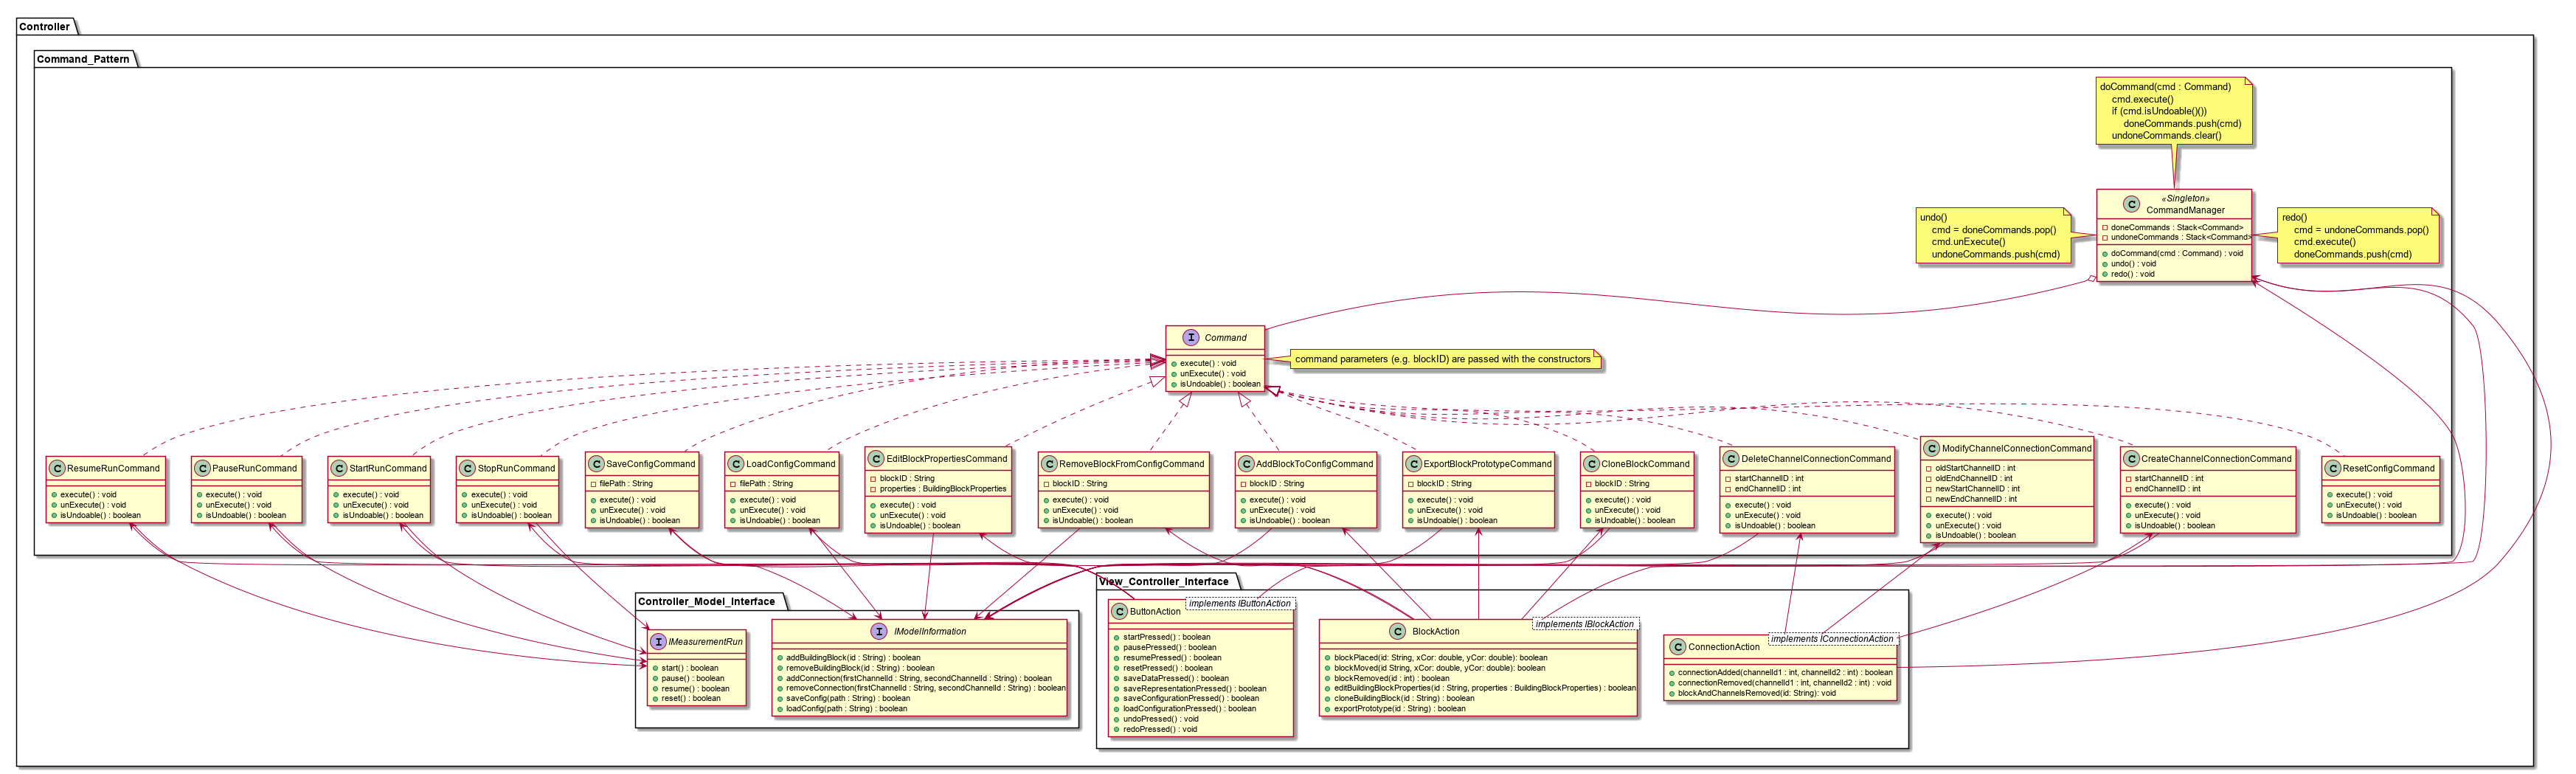 Controller
Command_Pattern
doCommand(cmd : Command)
cmd.execute()
if (cmd.isUndoable()())
doneCommands.push(cmd)
undoneCommands.clear()
undo()
cmd = doneCommands.pop()
cmd.unExecute()
undoneCommands.push(cmd)
«Singleton»
CommandManager
doneCommands : Stack<Command>
undoneCommands : Stack<Command>
doCommand(cmd : Command) : void
undo() : void
redo() : void
redo()
cmd = undoneCommands.pop()
cmd.execute()
doneCommands.push(cmd)
Command
execute() : void
unExecute() : void
isUndoable() : boolean
command parameters (e.g. blockID) are passed with the constructors
ResumeRunCommand
execute() : void
unExecute() : void
isUndoable() : boolean
PauseRunCommand
execute() : void
unExecute() : void
isUndoable() : boolean
StartRunCommand
execute() : void
unExecute() : void
isUndoable() : boolean
StopRunCommand
execute() : void
unExecute() : void
isUndoable() : boolean
SaveConfigCommand
filePath : String
execute() : void
unExecute() : void
isUndoable() : boolean
LoadConfigCommand
filePath : String
execute() : void
unExecute() : void
isUndoable() : boolean
EditBlockPropertiesCommand
blockID : String
properties : BuildingBlockProperties
execute() : void
unExecute() : void
isUndoable() : boolean
RemoveBlockFromConfigCommand
blockID : String
execute() : void
unExecute() : void
isUndoable() : boolean
AddBlockToConfigCommand
blockID : String
execute() : void
unExecute() : void
isUndoable() : boolean
ExportBlockPrototypeCommand
blockID : String
execute() : void
unExecute() : void
isUndoable() : boolean
CloneBlockCommand
blockID : String
execute() : void
unExecute() : void
isUndoable() : boolean
DeleteChannelConnectionCommand
startChannelID : int
endChannelID : int
execute() : void
unExecute() : void
isUndoable() : boolean
ModifyChannelConnectionCommand
oldStartChannelID : int
oldEndChannelID : int
newStartChannelID : int
newEndChannelID : int
execute() : void
unExecute() : void
isUndoable() : boolean
CreateChannelConnectionCommand
startChannelID : int
endChannelID : int
execute() : void
unExecute() : void
isUndoable() : boolean
ResetConfigCommand
execute() : void
unExecute() : void
isUndoable() : boolean
Controller_Model_Interface
IMeasurementRun
start() : boolean
pause() : boolean
resume() : boolean
reset() : boolean
IModelInformation
addBuildingBlock(id : String) : boolean
removeBuildingBlock(id : String) : boolean
addConnection(firstChannelId : String, secondChannelId : String) : boolean
removeConnection(firstChannelId : String, secondChannelId : String) : boolean
saveConfig(path : String) : boolean
loadConfig(path : String) : boolean
View_Controller_Interface
ButtonAction
implements IButtonAction
startPressed() : boolean
pausePressed() : boolean
resumePressed() : boolean
resetPressed() : boolean
saveDataPressed() : boolean
saveRepresentationPressed() : boolean
saveConfigurationPressed() : boolean
loadConfigurationPressed() : boolean
undoPressed() : void
redoPressed() : void
BlockAction
implements IBlockAction
blockPlaced(id: String, xCor: double, yCor: double): boolean
blockMoved(id String, xCor: double, yCor: double): boolean
blockRemoved(id : int) : boolean
editBuildingBlockProperties(id : String, properties : BuildingBlockProperties) : boolean
cloneBuildingBlock(id : String) : boolean
exportPrototype(id : String) : boolean
ConnectionAction
implements IConnectionAction
connectionAdded(channelId1 : int, channelId2 : int) : boolean
connectionRemoved(channelId1 : int, channelId2 : int) : void
blockAndChannelsRemoved(id: String): void